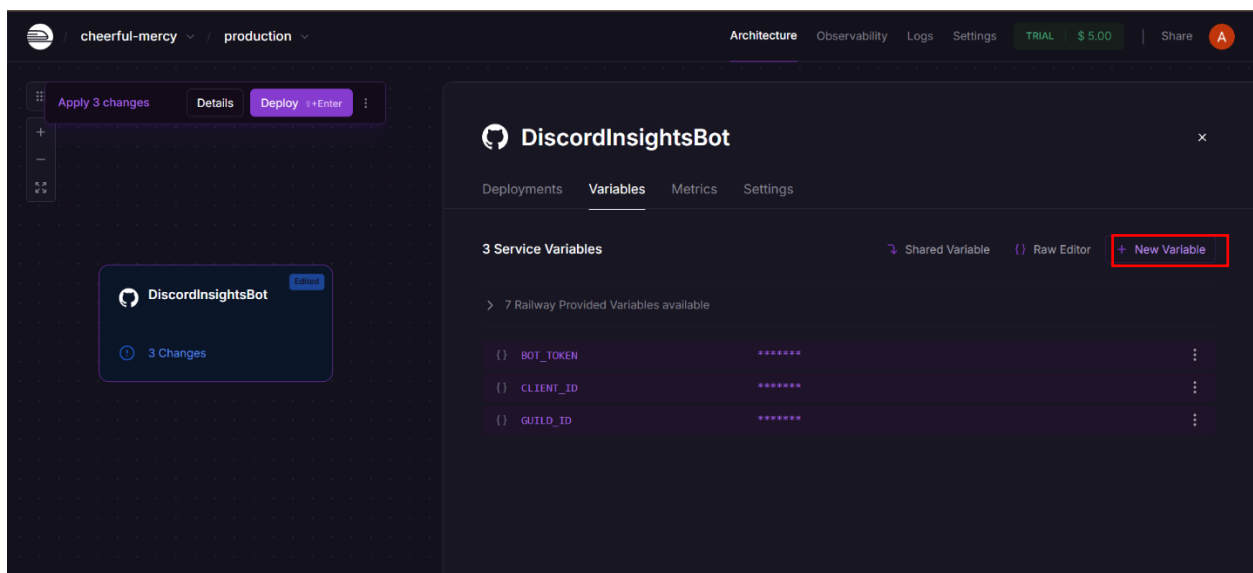 / cheerful-mercy / production
Architecture Observability Logs Settings TRIAL $ 5.00 | Share A
Apply 3 changes Details Deploy ⇧+Enter
DiscordInsightsBot
Deployments Variables Metrics Settings
3 Service Variables Shared Variable {} Raw Editor + New Variable
7 Railway Provided Variables available
{} BOT_TOKEN *******
{} CLIENT_ID *******
{} GUILD_ID *******
DiscordInsightsBot Edited
3 Changes